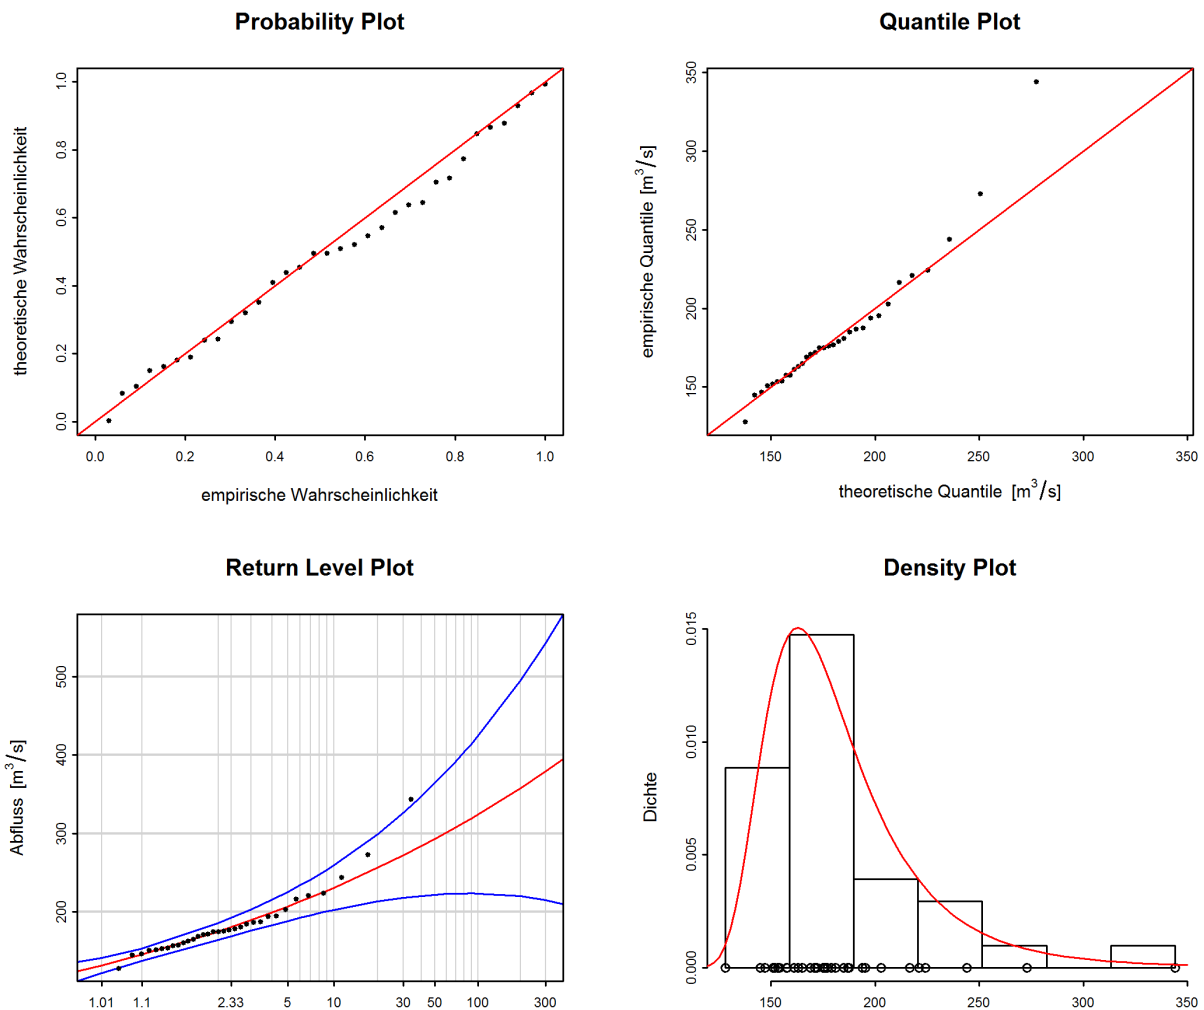 Probability Plot
theoretische Wahrscheinlichkeit
1.0
0.8
0.6
0.4
0.2
0.0
0.0 0.2 0.4 0.6 0.8 1.0
empirische Wahrscheinlichkeit
Quantile Plot
empirische Quantile [m³/s]
350
300
250
200
150
150 200 250 300 350
theoretische Quantile [m³/s]
Return Level Plot
Abfluss [m³/s]
500
400
300
200
1.01 1.1 2.33 5 10 30 50 100 300
Density Plot
Dichte
0.015
0.010
0.005
0.000
150 200 250 300 350